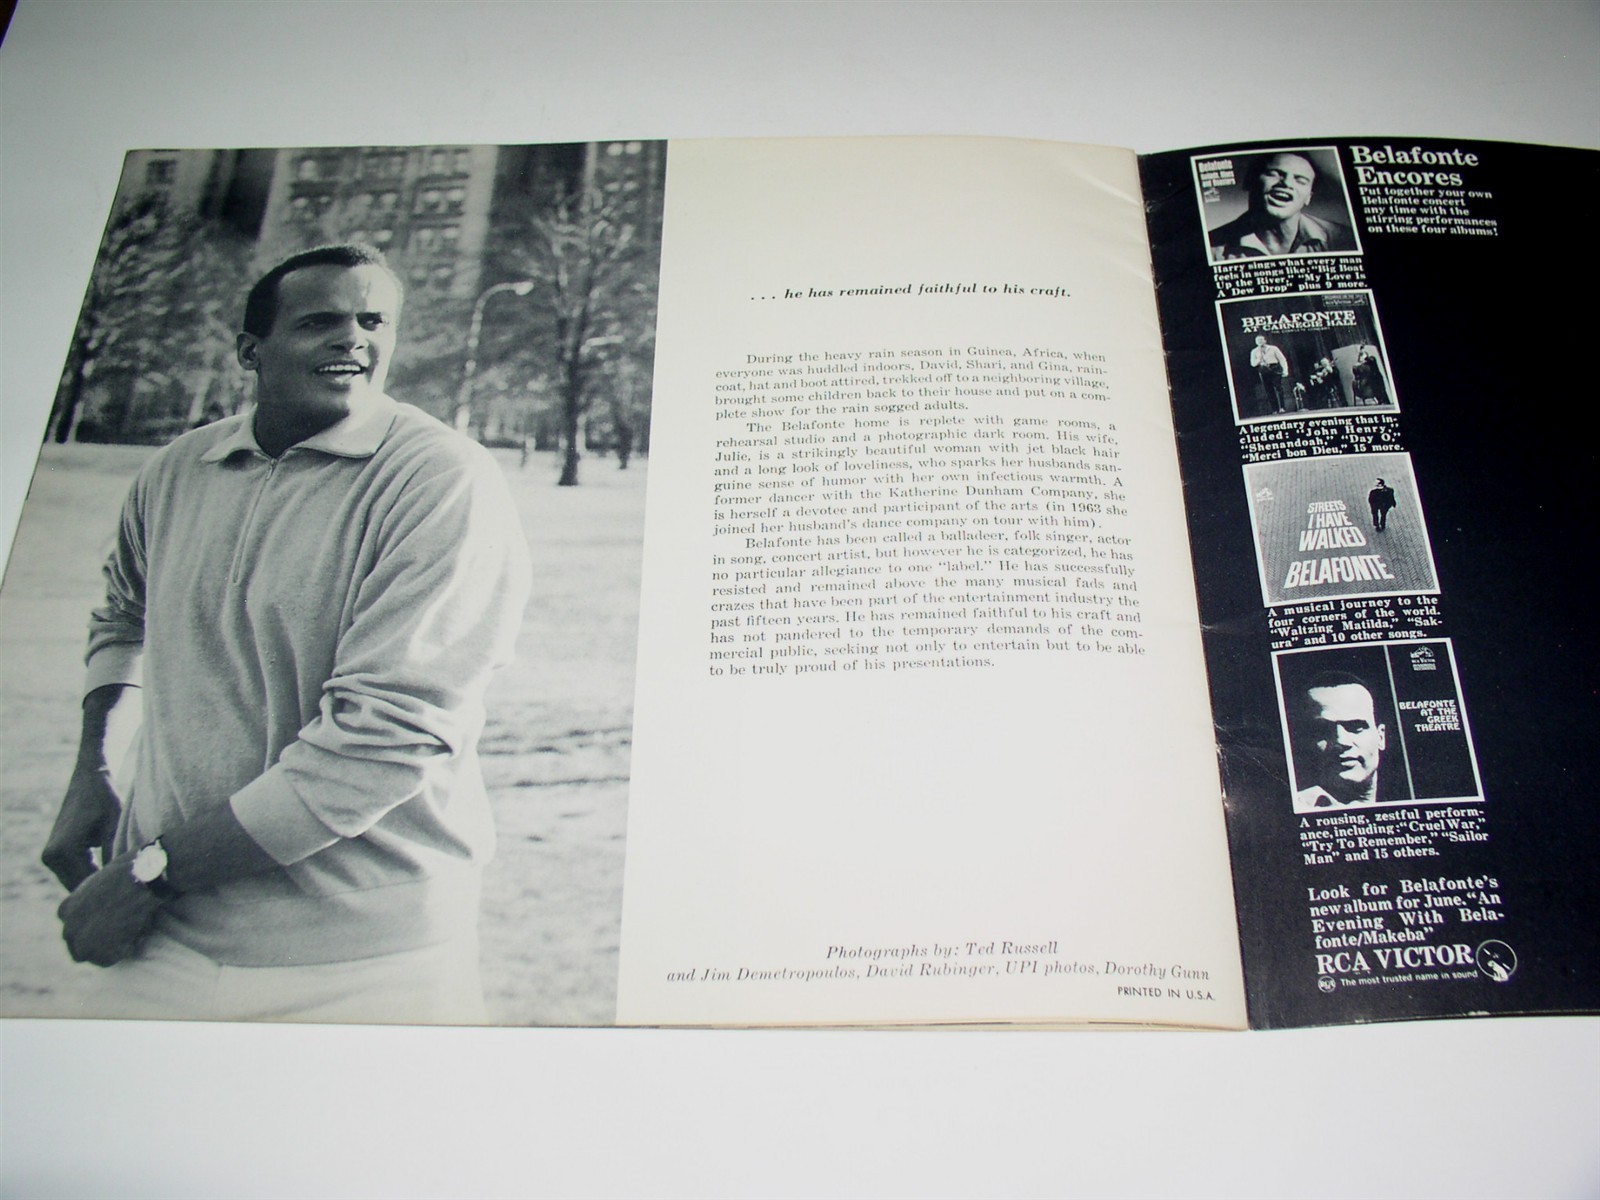 . . . he has remained faithful to his craft.
During the heavy rain season in Guinea, Africa, when
everyone was huddled indoors, David, Shari, and Gina, rain-
coat, hat and boot attired, trekked off to a neighboring village,
brought some children back to their house and put on a com-
plete show for the rain sogged adults.
The Belafonte home is replete with game rooms, a
rehearsal studio and a photographic dark room. His wife,
Julie, is a strikingly beautiful woman with jet black hair
and a long look of loveliness, who sparks her husbands san-
guine sense of humor with her own infectious warmth. A
former dancer with the Katherine Dunham Company, she
is herself a devotee and participant of the arts (in 1963 she
joined her husband's dance company on tour with him).
Belafonte has been called a balladeer, folk singer, actor
in song, concert artist, but however he is categorized, he has
no particular allegiance to one "label." He has successfully
resisted and remained above the many musical fads and
crazes that have been part of the entertainment industry the
past fifteen years. He has remained faithful to his craft and
has not pandered to the temporary demands of the com-
mercial public, seeking not only to entertain but to be able
to be truly proud of his presentations.
Photographs by: Ted Russell
and Jim Demetropoulos, David Rubinger, UPI photos, Dorothy Gunn
PRINTED IN U.S.A.
Belafonte
Encores
Put together your own
Belafonte concert
any time with the
stirring performances
on these four albums!
Belafonte
Ballads, Blues
and Boasters
Harry sings what every man
feels in songs like: "Big Boat
Up the River," "My Love Is
A Dew Drop" plus 9 more.
BELAFONTE
AT CARNEGIE HALL
THE COMPLETE CONCERT
A legendary evening that in-
cluded: "John Henry,"
"Shenandoah," "Day O,"
"Merci bon Dieu," 15 more.
STREETS
I HAVE
WALKED
BELAFONTE
A musical journey to the
four corners of the world.
"Waltzing Matilda," "Sak-
ura" and 10 other songs.
RCA VICTOR
BELAFONTE
AT THE
GREEK
THEATRE
A rousing, zestful perform-
ance, including: "Cruel War,"
"Try To Remember," "Sailor
Man" and 15 others.
Look for Belafonte's
new album for June. "An
Evening With Bela-
fonte/Makeba"
RCA VICTOR
RCA The most trusted name in sound